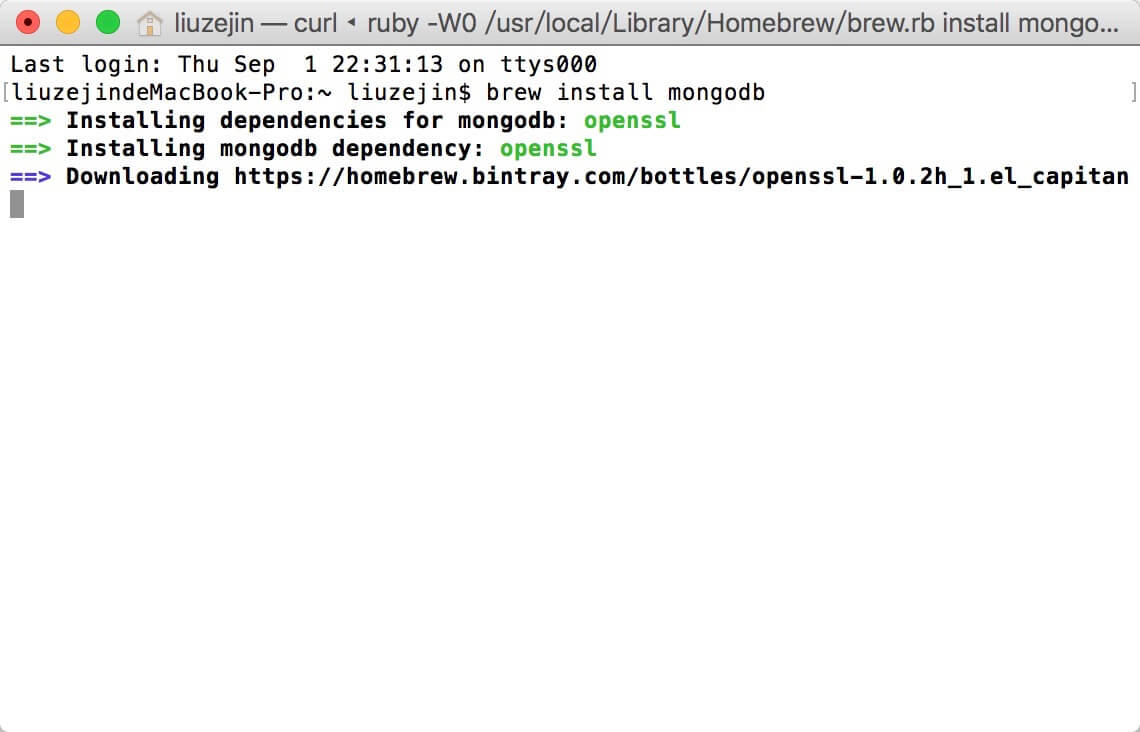 liuzejin — curl ◂ ruby -W0 /usr/local/Library/Homebrew/brew.rb install mongo...
Last login: Thu Sep  1 22:31:13 on ttys000
[liuzejindeMacBook-Pro:~ liuzejin$ brew install mongodb ]
==> Installing dependencies for mongodb: openssl
==> Installing mongodb dependency: openssl
==> Downloading https://homebrew.bintray.com/bottles/openssl-1.0.2h_1.el_capitan